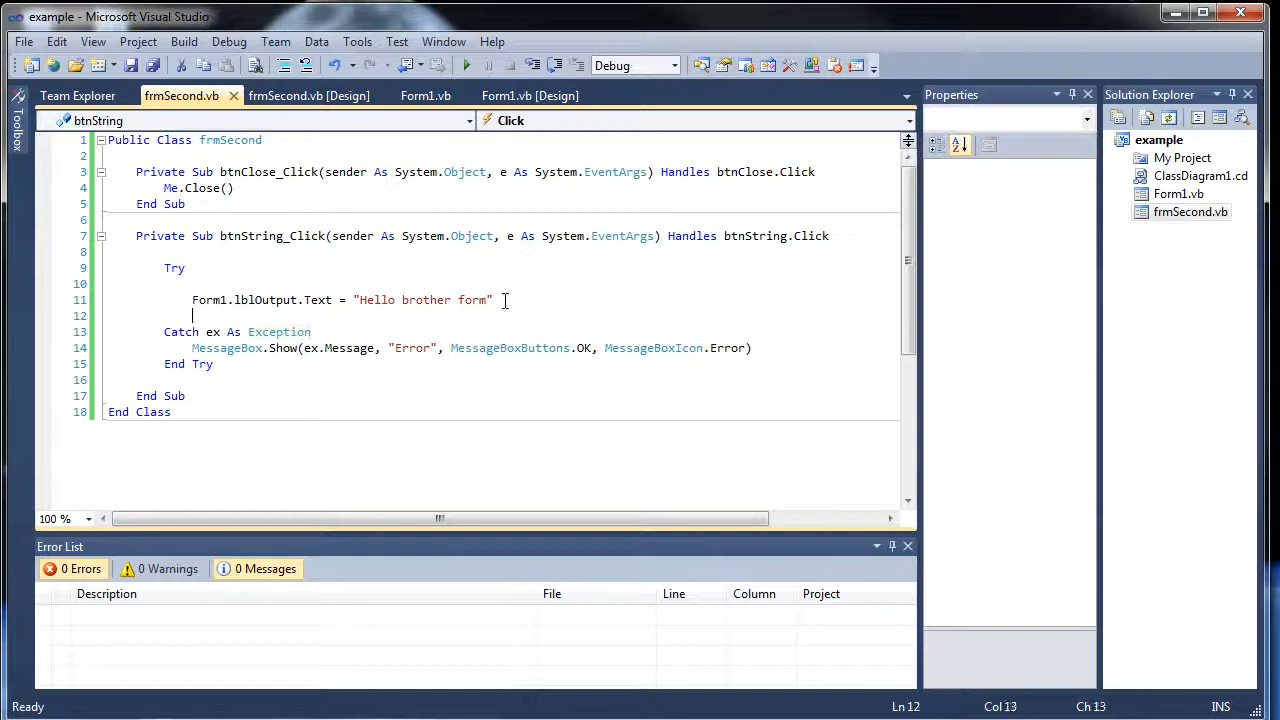 example - Microsoft Visual Studio
File Edit View Project Build Debug Team Data Tools Test Window Help
Debug
Team Explorer frmSecond.vb frmSecond.vb [Design] Form1.vb Form1.vb [Design]
btnString Click
Toolbox
1 Public Class frmSecond
2
3 Private Sub btnClose_Click(sender As System.Object, e As System.EventArgs) Handles btnClose.Click
4 Me.Close()
5 End Sub
6
7 Private Sub btnString_Click(sender As System.Object, e As System.EventArgs) Handles btnString.Click
8
9 Try
10
11 Form1.lblOutput.Text = "Hello brother form"
12
13 Catch ex As Exception
14 MessageBox.Show(ex.Message, "Error", MessageBoxButtons.OK, MessageBoxIcon.Error)
15 End Try
16
17 End Sub
18 End Class
100 %
Error List
0 Errors 0 Warnings 0 Messages
Description File Line Column Project
Properties
Solution Explorer
example
My Project
ClassDiagram1.cd
Form1.vb
frmSecond.vb
Ready Ln 12 Col 13 Ch 13 INS